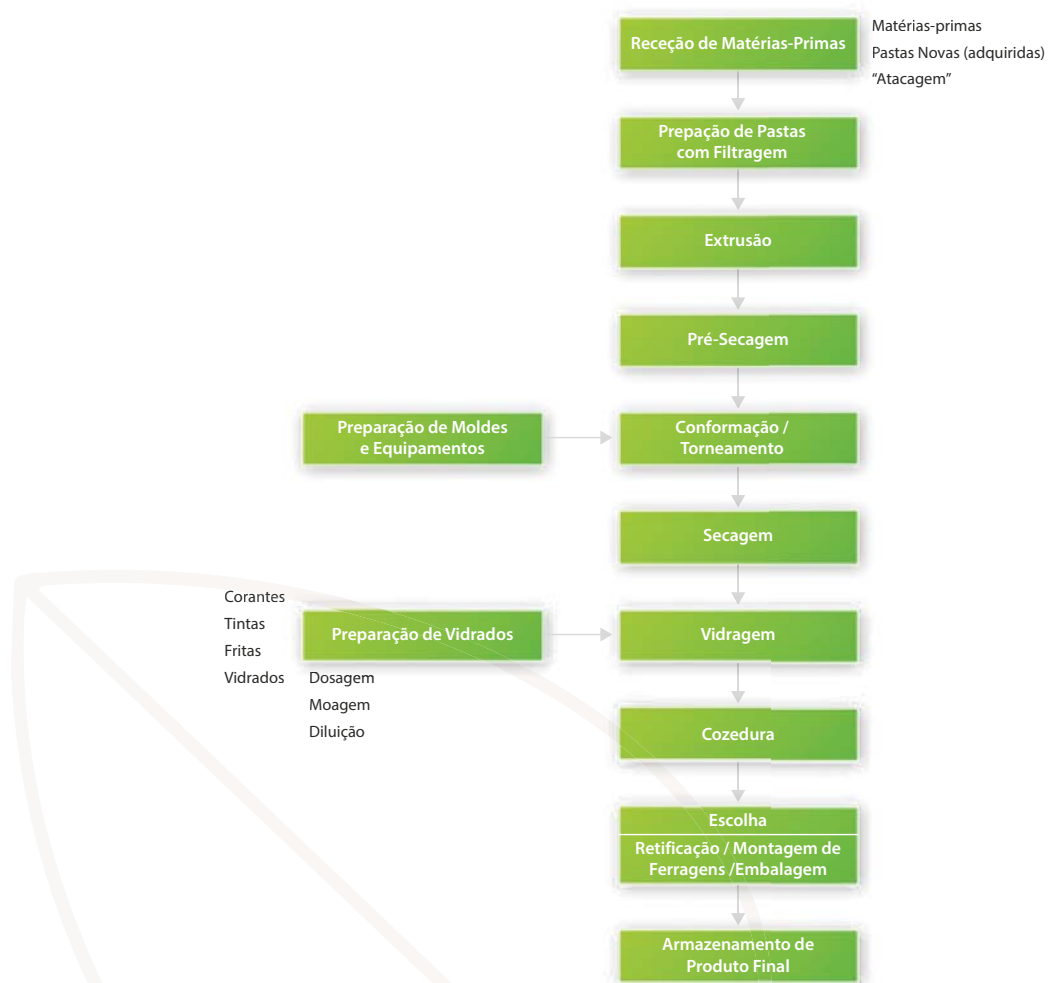 Receção de Matérias-Primas
Matérias-primas
Pastas Novas (adquiridas)
“Atacagem”
Prepação de Pastas
com Filtragem
Extrusão
Pré-Secagem
Preparação de Moldes
e Equipamentos
Conformação /
Torneamento
Secagem
Corantes
Tintas
Fritas
Vidrados
Preparação de Vidrados
Dosagem
Moagem
Diluição
Vidragem
Cozedura
Escolha
Retificação / Montagem de
Ferragens /Embalagem
Armazenamento de
Produto Final